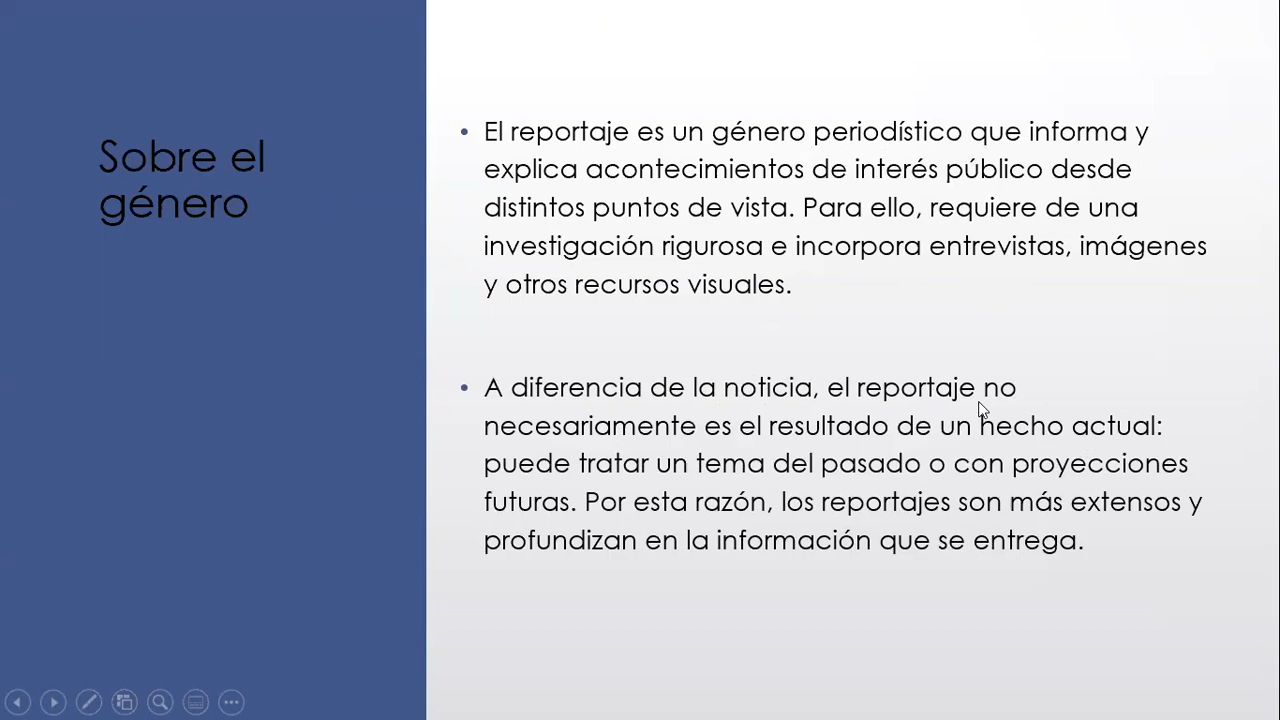 Sobre el
género
• El reportaje es un género periodístico que informa y
explica acontecimientos de interés público desde
distintos puntos de vista. Para ello, requiere de una
investigación rigurosa e incorpora entrevistas, imágenes
y otros recursos visuales.
• A diferencia de la noticia, el reportaje no
necesariamente es el resultado de un hecho actual:
puede tratar un tema del pasado o con proyecciones
futuras. Por esta razón, los reportajes son más extensos y
profundizan en la información que se entrega.